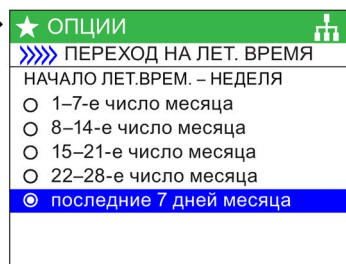 ОПЦИИ
ПЕРЕХОД НА ЛЕТ. ВРЕМЯ
НАЧАЛО ЛЕТ.ВРЕМ. – НЕДЕЛЯ
1–7-е число месяца
8–14-е число месяца
15–21-е число месяца
22–28-е число месяца
последние 7 дней месяца